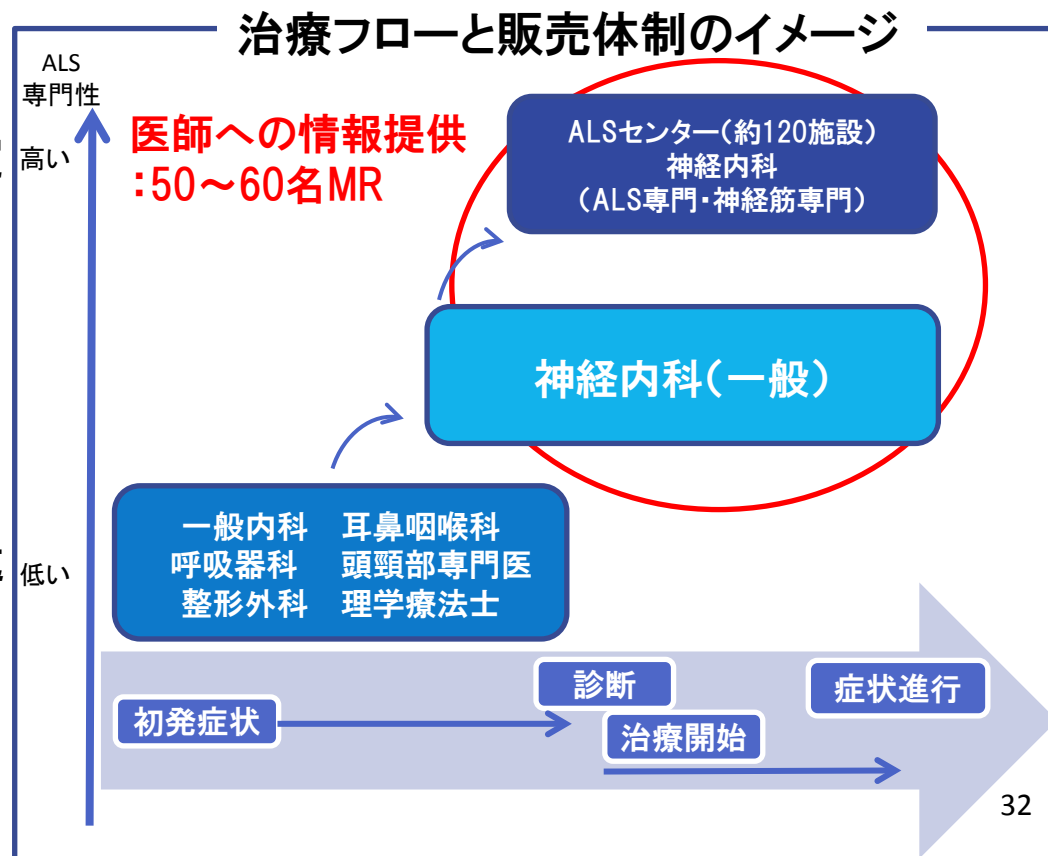 治療フローと販売体制のイメージ
ALS
専門性
高い
医師への情報提供
:50～60名MR
ALSセンター(約120施設)
神経内科
(ALS専門・神経筋専門)
神経内科(一般)
一般内科 耳鼻咽喉科
呼吸器科 頭頸部専門医
整形外科 理学療法士
低い
初発症状
診断
治療開始
症状進行
32